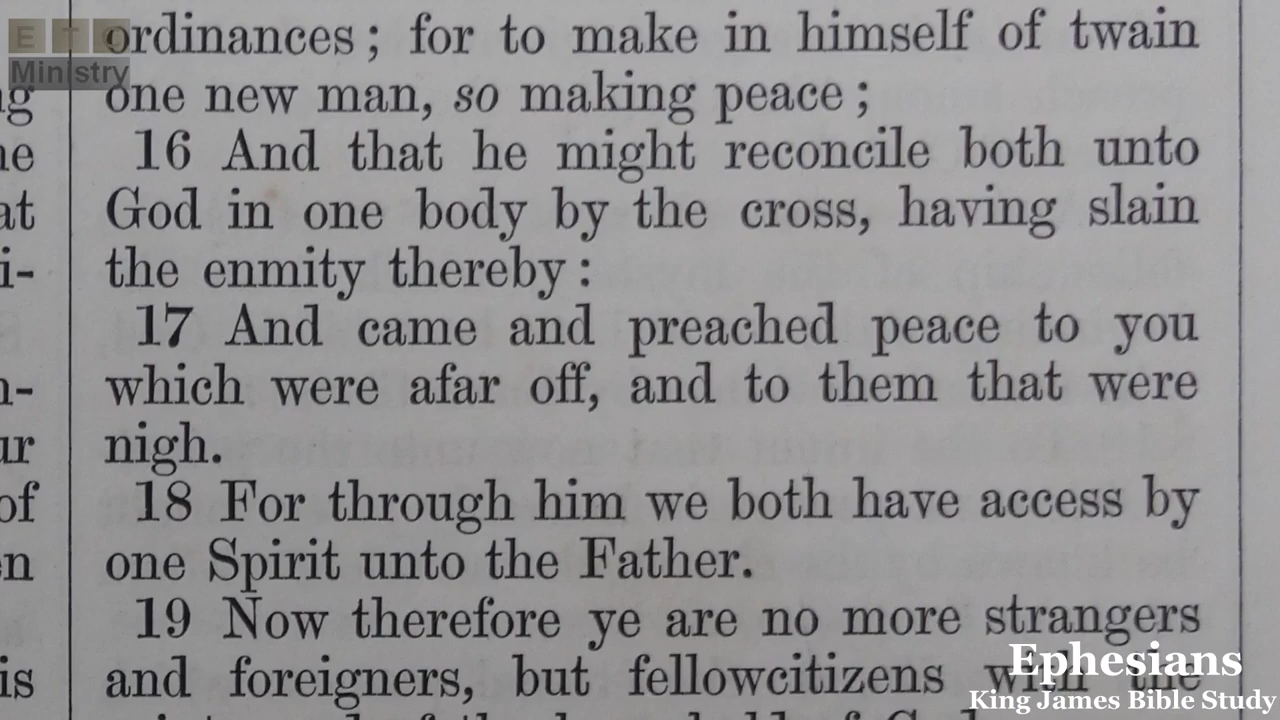 ETC
Ministry
ordinances; for to make in himself of twain
one new man, so making peace;
16 And that he might reconcile both unto
God in one body by the cross, having slain
the enmity thereby:
17 And came and preached peace to you
which were afar off, and to them that were
nigh.
18 For through him we both have access by
one Spirit unto the Father.
19 Now therefore ye are no more strangers
and foreigners, but fellowcitizens with the
Ephesians
King James Bible Study